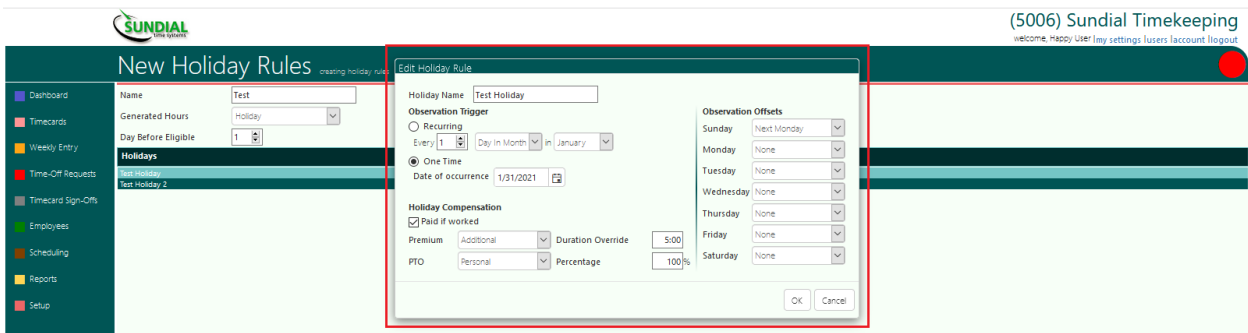 SUNDIAL
time systems
(5006) Sundial Timekeeping
welcome, Happy User |my settings |users |account |logout
New Holiday Rules creating holiday rules
Dashboard
Timecards
Weekly Entry
Time-Off Requests
Timecard Sign-Offs
Employees
Scheduling
Reports
Setup
Name Test
Generated Hours Holiday
Day Before Eligible 1
Holidays
Test Holiday
Test Holiday 2
Edit Holiday Rule
Holiday Name Test Holiday
Observation Trigger
Recurring
Every 1 Day In Month in January
One Time
Date of occurrence 1/31/2021
Holiday Compensation
Paid if worked
Premium Additional Duration Override 5:00
PTO Personal Percentage 100 %
Observation Offsets
Sunday Next Monday
Monday None
Tuesday None
Wednesday None
Thursday None
Friday None
Saturday None
OK Cancel